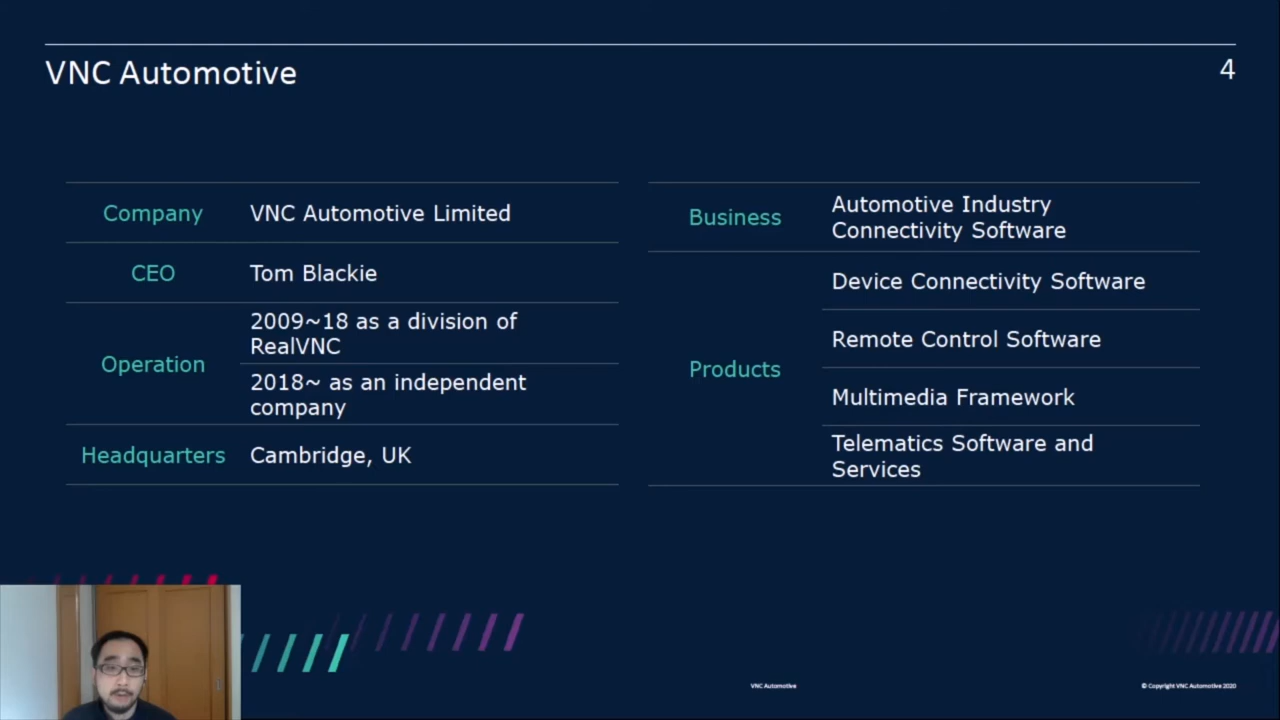 VNC Automotive
4
Company
VNC Automotive Limited
CEO
Tom Blackie
Operation
2009~18 as a division of
RealVNC
2018~ as an independent
company
Headquarters
Cambridge, UK
Business
Automotive Industry
Connectivity Software
Products
Device Connectivity Software
Remote Control Software
Multimedia Framework
Telematics Software and
Services
VNC Automotive
© Copyright VNC Automotive 2020